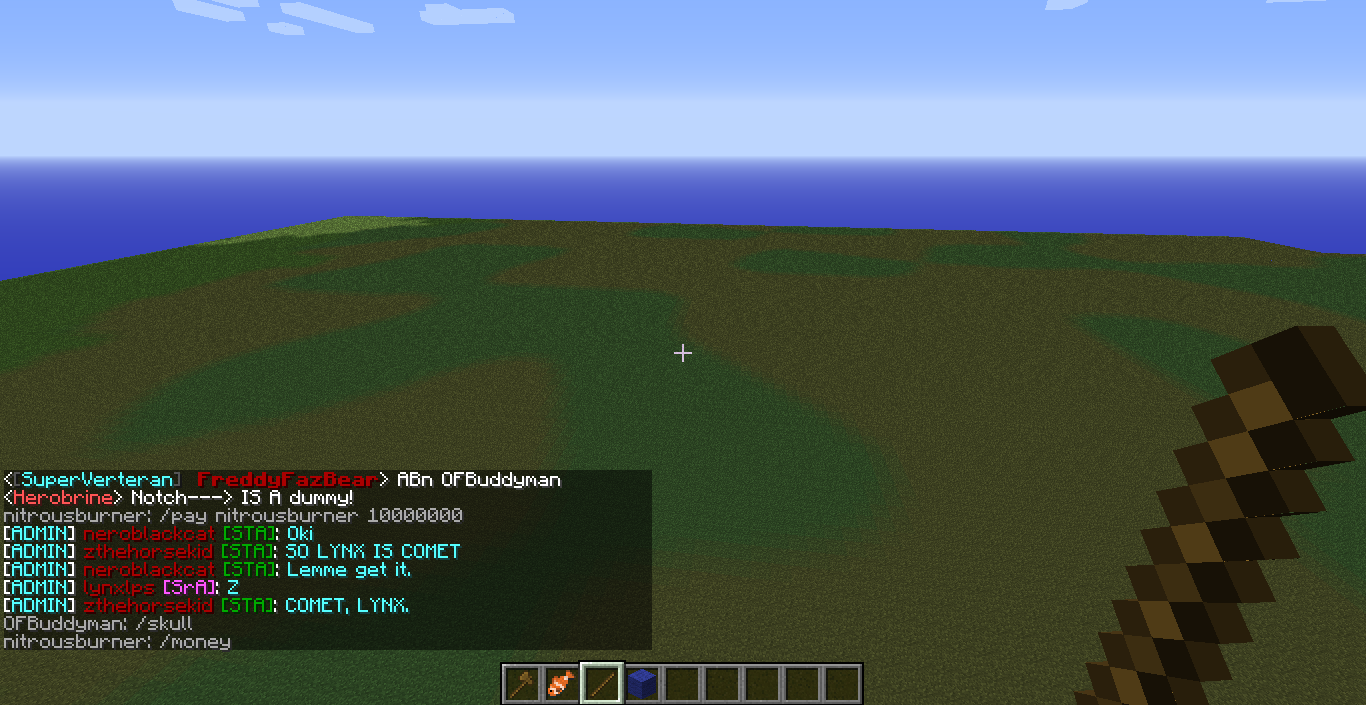 <[SuperVerteran] FreddyFazBear> ABn OFBuddyman
<Herobrine> Notch---> IS A dummy!
nitrousburner: /pay nitrousburner 10000000
[ADMIN] neroblackcat [STA]: Oki
[ADMIN] zthehorsekid [STA]: SO LYNX IS COMET
[ADMIN] neroblackcat [STA]: Lemme get it.
[ADMIN] lynxlps [SrA]: Z
[ADMIN] zthehorsekid [STA]: COMET, LYNX.
OFBuddyman: /skull
nitrousburner: /money